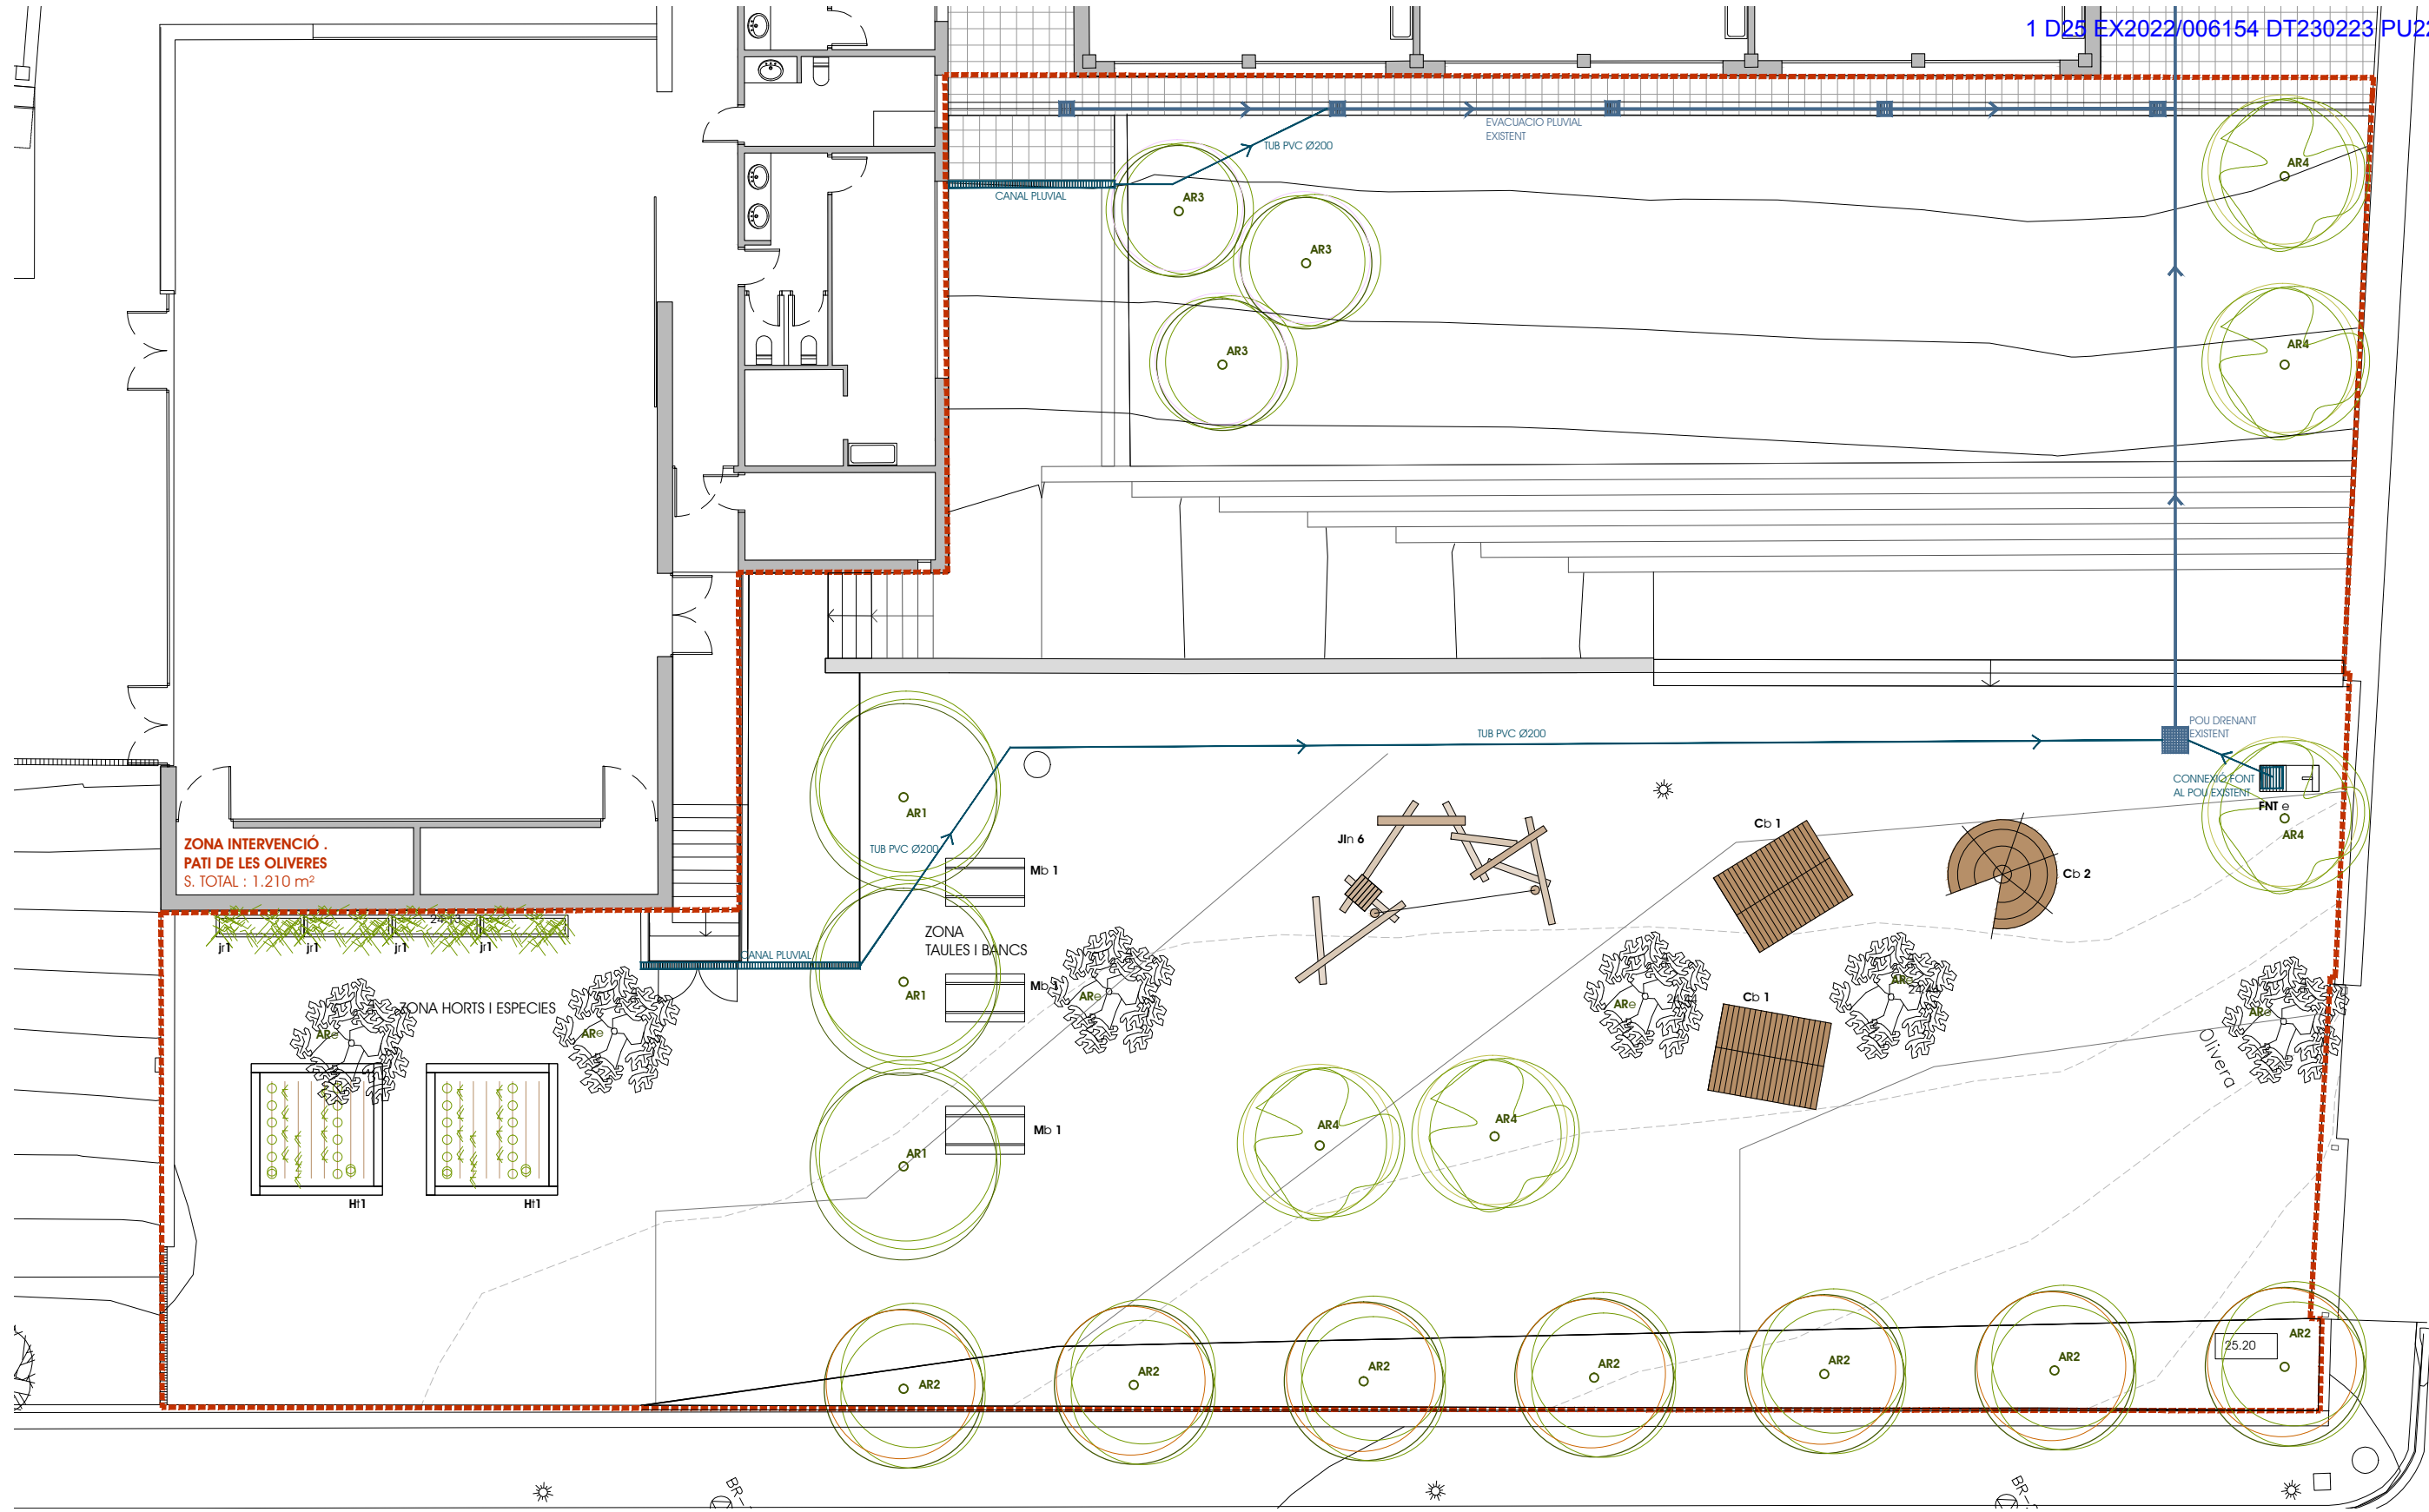 1 D25 EX2022/006154 DT230223 PU22
EVACUACIO PLUVIAL
EXISTENT
TUB PVC Ø200
CANAL PLUVIAL
AR3
AR3
AR3
AR4
AR4
POU DRENANT
EXISTENT
TUB PVC Ø200
CONNEXIÓ FONT
AL POU EXISTENT
FNT e
AR4
AR1
TUB PVC Ø200
Mb 1
JIn 6
Cb 1
Cb 2
ZONA INTERVENCIÓ .
PATI DE LES OLIVERES
S. TOTAL : 1.210 m²
jr1
jr1
jr1
jr1
ZONA
TAULES I BANCS
CANAL PLUVIAL
AR1
Mb 1
ARe
ARe
ARe
Cb 1
ARe
ZONA HORTS I ESPECIES
ARe
ARe
Olivera
AR4
AR4
Mb 1
AR1
Ht1
Ht1
AR2
AR2
AR2
AR2
AR2
AR2
AR2
25.20
BR-
BR-